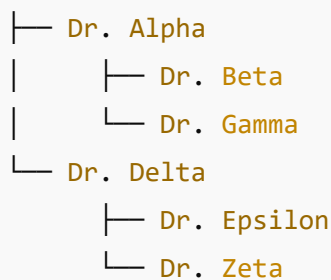 ├── Dr. Alpha
│     ├── Dr. Beta
│     └── Dr. Gamma
└── Dr. Delta
      ├── Dr. Epsilon
      └── Dr. Zeta